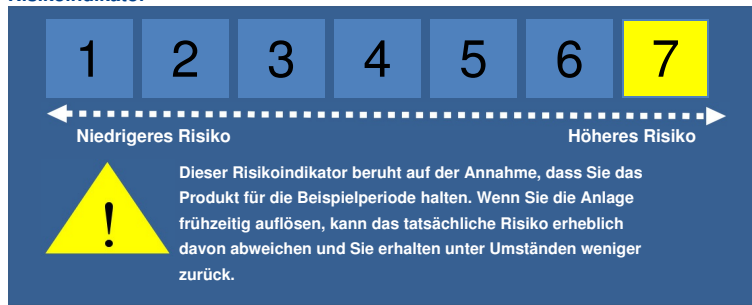 Risikoindikator
1 2 3 4 5 6 7
Niedrigeres Risiko Höheres Risiko
Dieser Risikoindikator beruht auf der Annahme, dass Sie das
Produkt für die Beispielperiode halten. Wenn Sie die Anlage
frühzeitig auflösen, kann das tatsächliche Risiko erheblich
davon abweichen und Sie erhalten unter Umständen weniger
zurück.
!